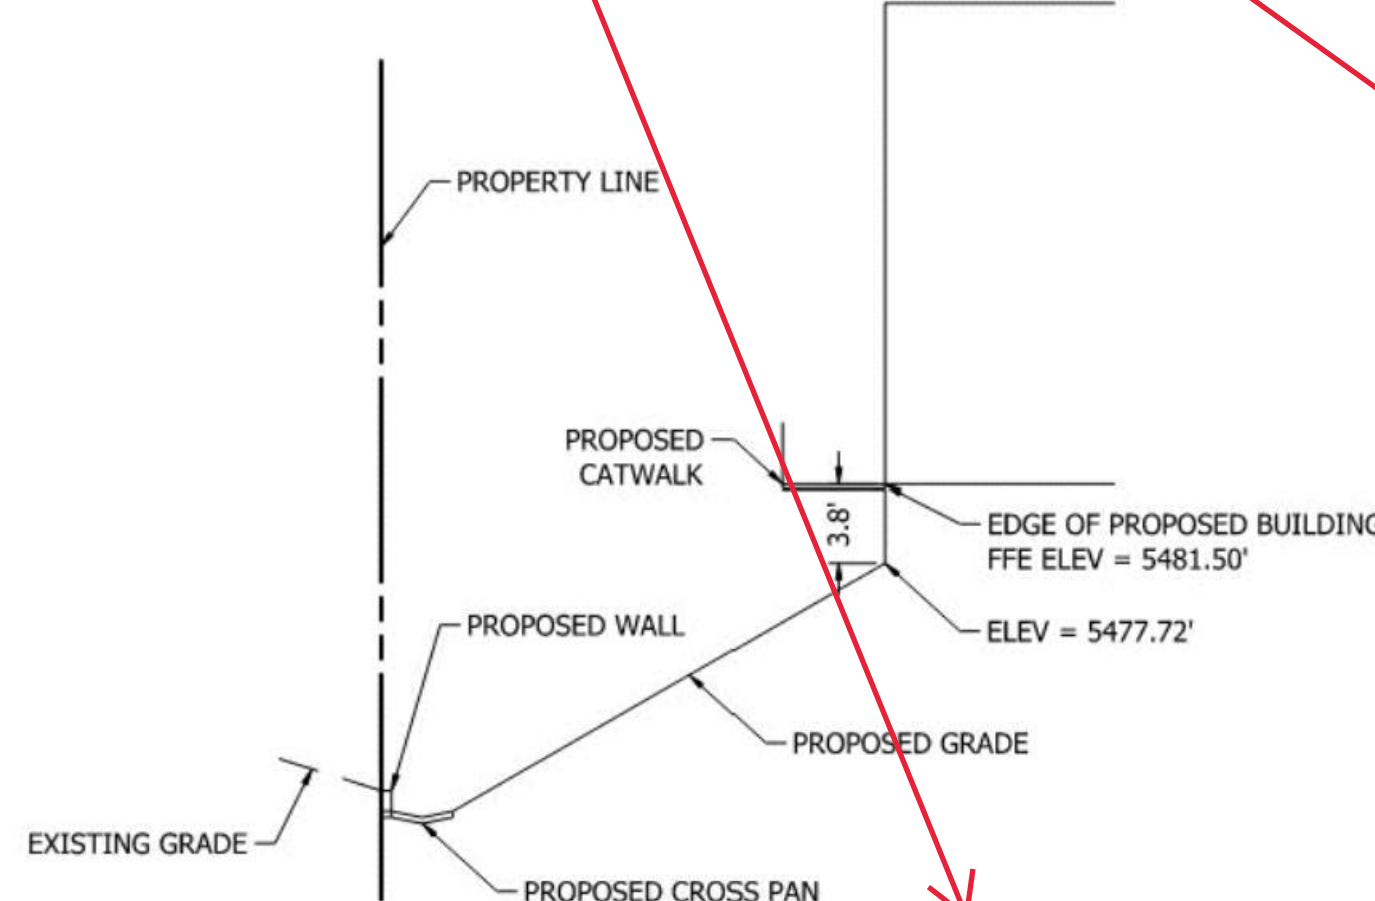 PROPERTY LINE
PROPOSED
CATWALK
3.8'
EDGE OF PROPOSED BUILDING
FFE ELEV = 5481.50'
PROPOSED WALL
ELEV = 5477.72'
PROPOSED GRADE
EXISTING GRADE
PROPOSED CROSS PAN